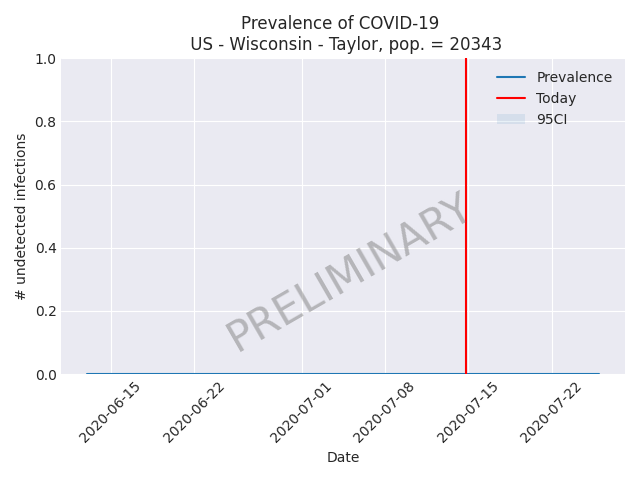 Prevalence of COVID-19
US - Wisconsin - Taylor, pop. = 20343
1.0
0.8
0.6
0.4
0.2
0.0
# undetected infections
Prevalence
Today
95CI
PRELIMINARY
2020-06-15
2020-06-22
2020-07-01
2020-07-08
2020-07-15
2020-07-22
Date